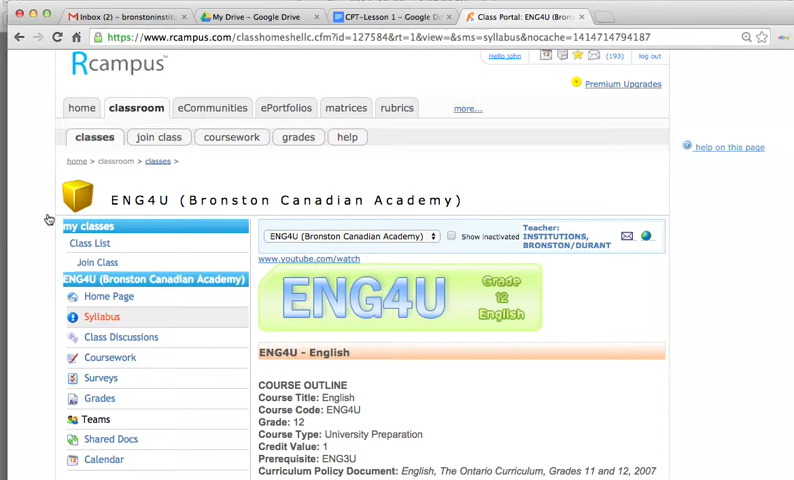 Inbox (2) – bronstoninstitu
My Drive - Google Drive
CPT–Lesson 1 – Google Do
Class Portal: ENG4U (Brons
https://www.rcampus.com/classhomeshellc.cfm?id=127584&rt=1&view=&sms=syllabus&nocache=1414714794187
Rcampus™
Hello john
(193)
log out
Premium Upgrades
home
classroom
eCommunities
ePortfolios
matrices
rubrics
more...
classes
join class
coursework
grades
help
help on this page
home > classroom > classes >
ENG4U (Bronston Canadian Academy)
my classes
Class List
Join Class
ENG4U (Bronston Canadian Academy)
Home Page
Syllabus
Class Discussions
Coursework
Surveys
Grades
Teams
Shared Docs
Calendar
ENG4U (Bronston Canadian Academy)
Show inactivated
Teacher:
INSTITUTIONS,
BRONSTON/DURANT
www.youtube.com/watch
ENG4U
Grade
12
English
ENG4U - English
COURSE OUTLINE
Course Title: English
Course Code: ENG4U
Grade: 12
Course Type: University Preparation
Credit Value: 1
Prerequisite: ENG3U
Curriculum Policy Document: English, The Ontario Curriculum, Grades 11 and 12, 2007